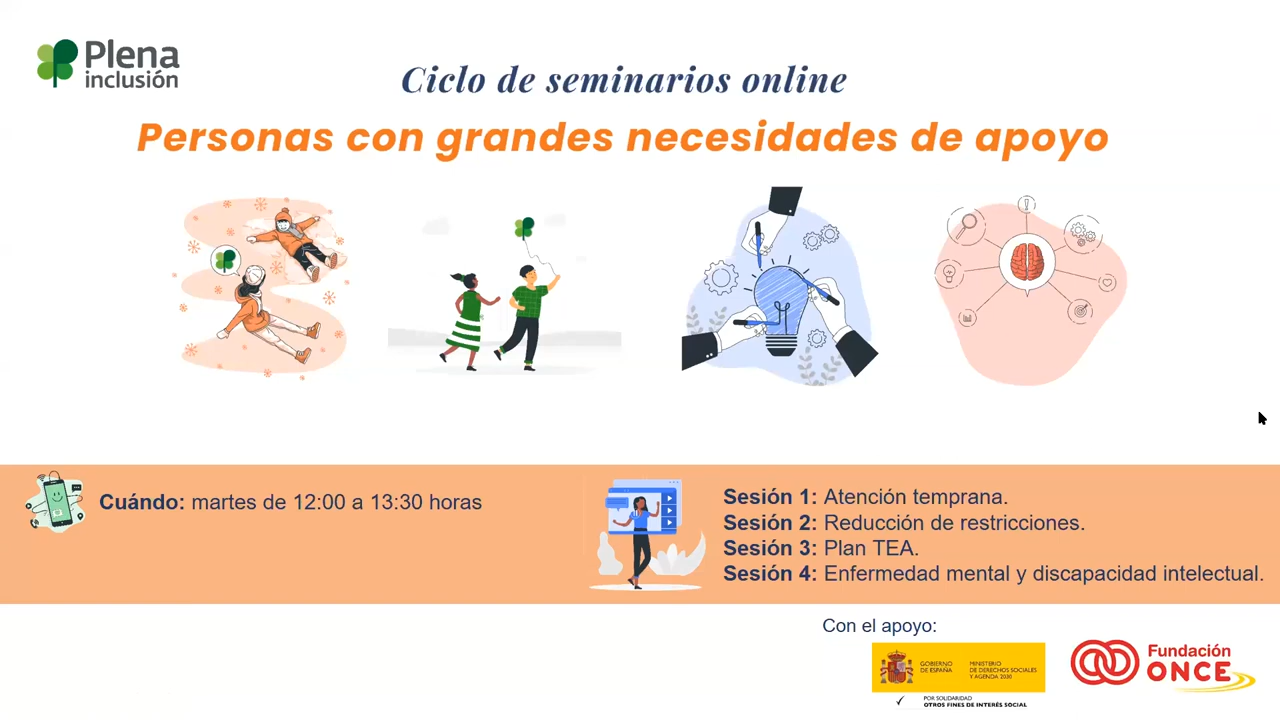 Plena
inclusión
Ciclo de seminarios online
Personas con grandes necesidades de apoyo
Cuándo: martes de 12:00 a 13:30 horas
Sesión 1: Atención temprana.
Sesión 2: Reducción de restricciones.
Sesión 3: Plan TEA.
Sesión 4: Enfermedad mental y discapacidad intelectual.
Con el apoyo:
GOBIERNO
DE ESPAÑA
MINISTERIO
DE DERECHOS SOCIALES
Y AGENDA 2030
POR SOLIDARIDAD
OTROS FINES DE INTERÉS SOCIAL
Fundación
ONCE